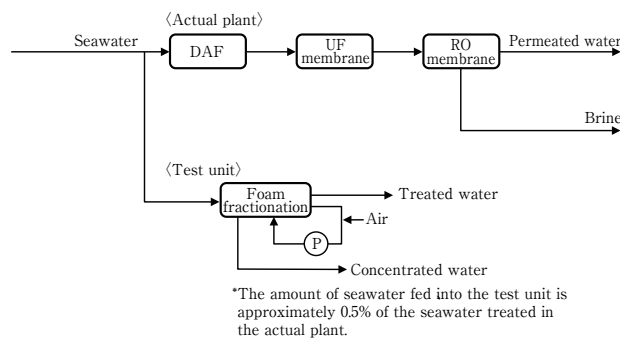 〈Actual plant〉
Seawater
DAF
UF
membrane
RO
membrane
Permeated water
Brine
〈Test unit〉
Foam
fractionation
Treated water
Air
P
Concentrated water
*The amount of seawater fed into the test unit is
approximately 0.5% of the seawater treated in
the actual plant.